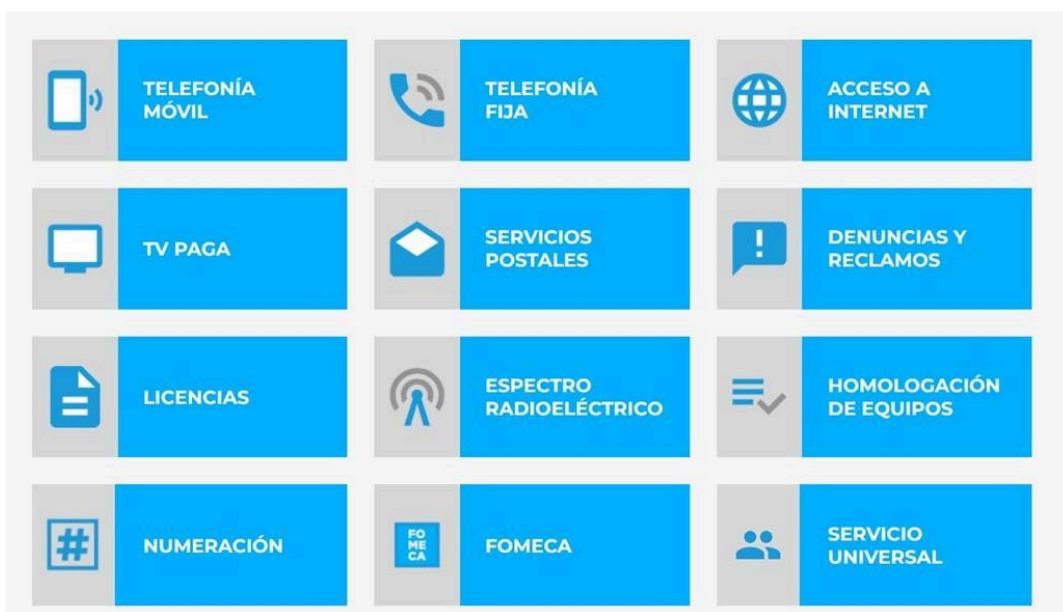 TELEFONÍA
MÓVIL
TELEFONÍA
FIJA
ACCESO A
INTERNET
TV PAGA
SERVICIOS
POSTALES
DENUNCIAS Y
RECLAMOS
LICENCIAS
ESPECTRO
RADIOELÉCTRICO
HOMOLOGACIÓN
DE EQUIPOS
#
NUMERACIÓN
FO
ME
CA
FOMECA
SERVICIO
UNIVERSAL